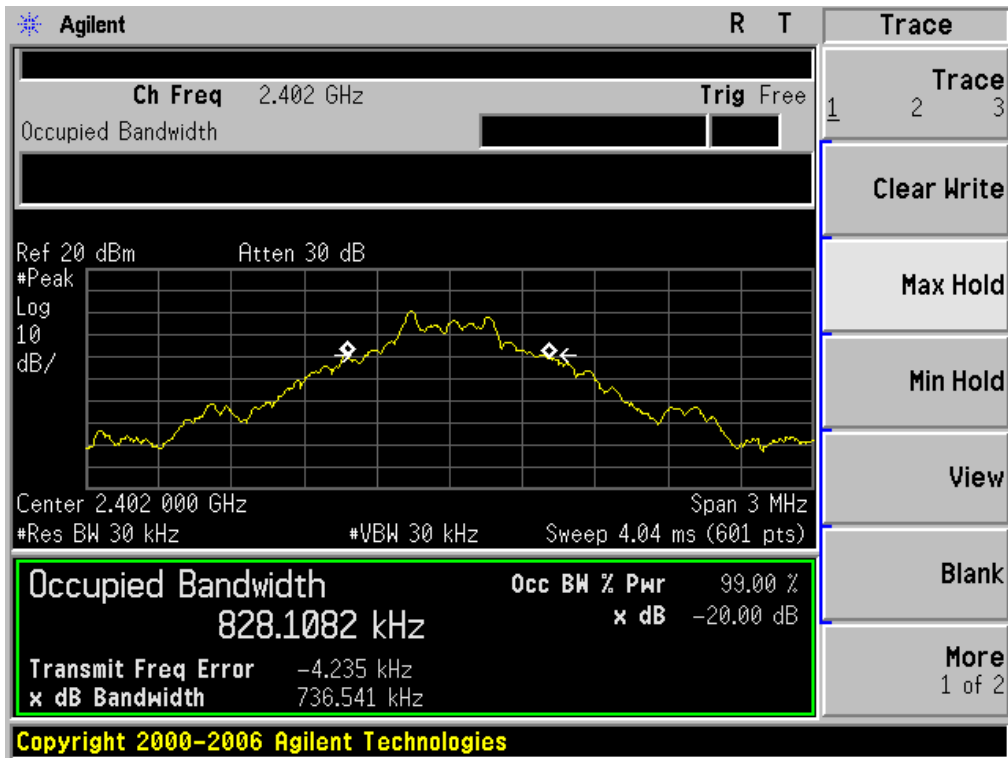 Agilent R T
Ch Freq 2.402 GHz Trig Free
Occupied Bandwidth
Ref 20 dBm Atten 30 dB
#Peak
Log
10
dB/
Center 2.402 000 GHz Span 3 MHz
#Res BW 30 kHz #VBW 30 kHz Sweep 4.04 ms (601 pts)
Occupied Bandwidth Occ BW % Pwr 99.00 %
828.1082 kHz x dB -20.00 dB
Transmit Freq Error -4.235 kHz
x dB Bandwidth 736.541 kHz
Copyright 2000-2006 Agilent Technologies
Trace
Trace
1 2 3
Clear Write
Max Hold
Min Hold
View
Blank
More
1 of 2